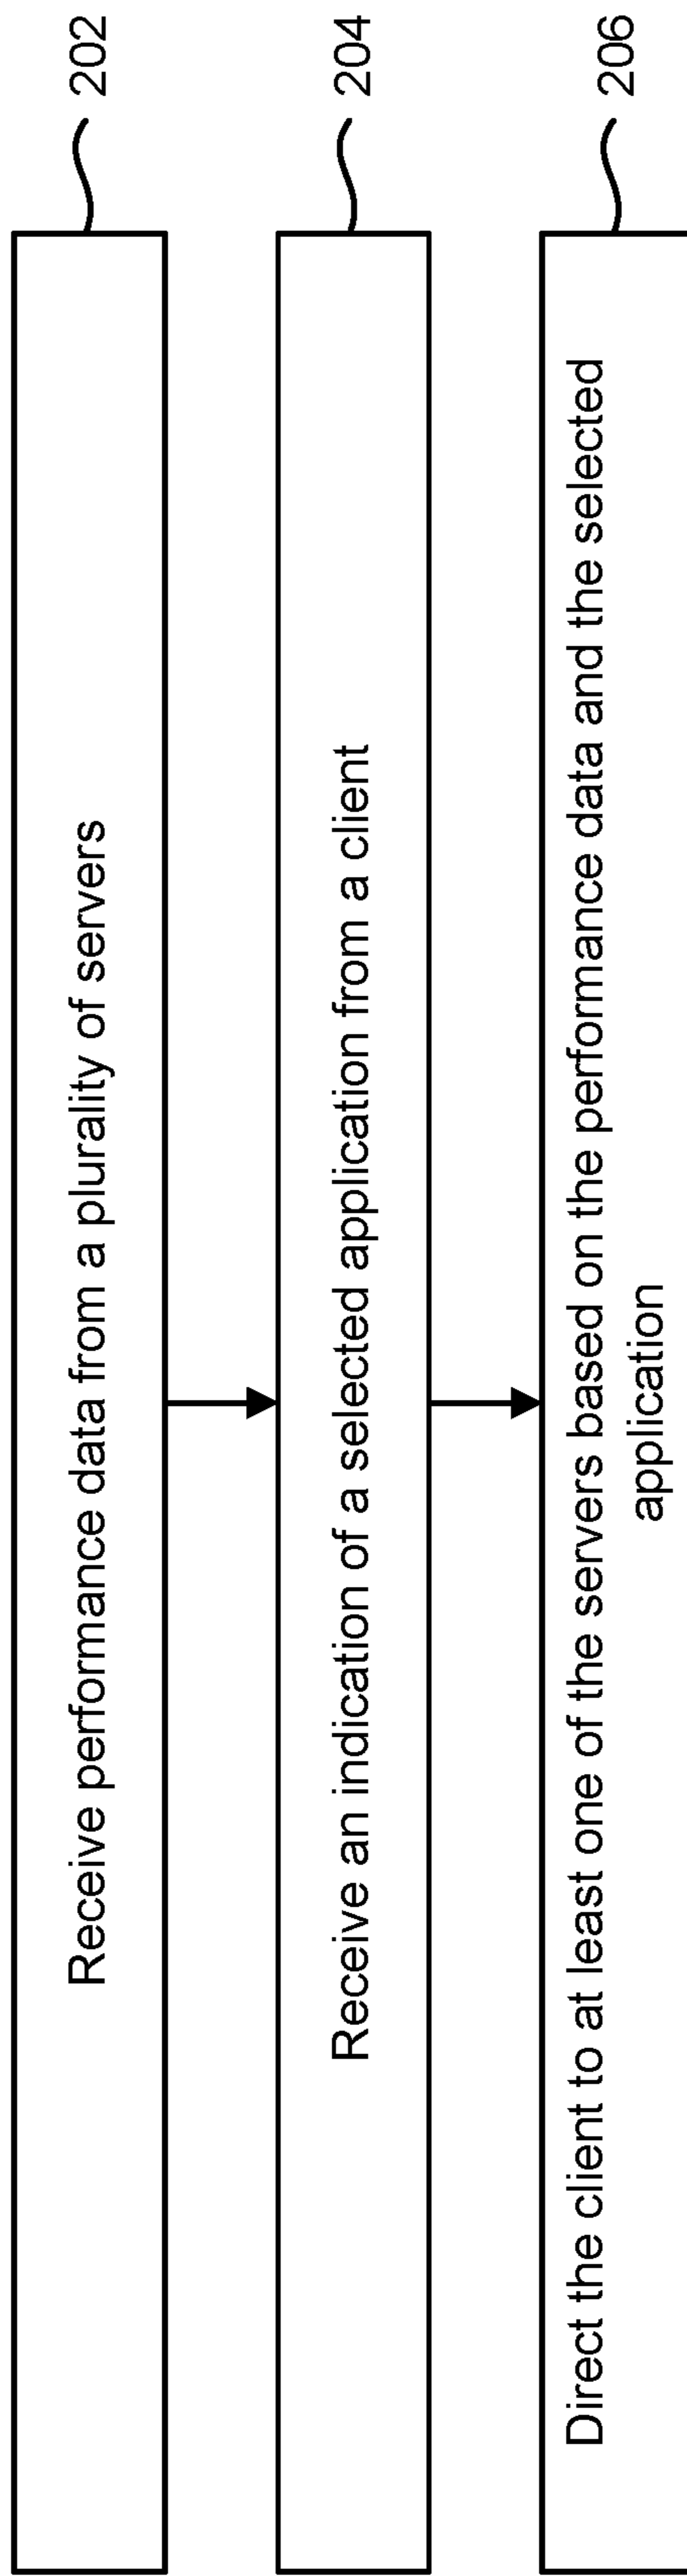 Receive performance data from a plurality of servers
202
Receive an indication of a selected application from a client
204
Direct the client to at least one of the servers based on the performance data and the selected
application
206